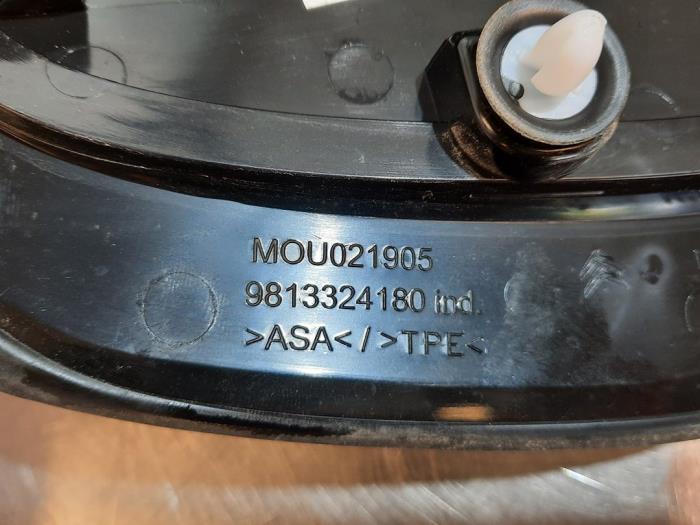 MOU021905
9813324180 ind.
>ASA< / >TPE<